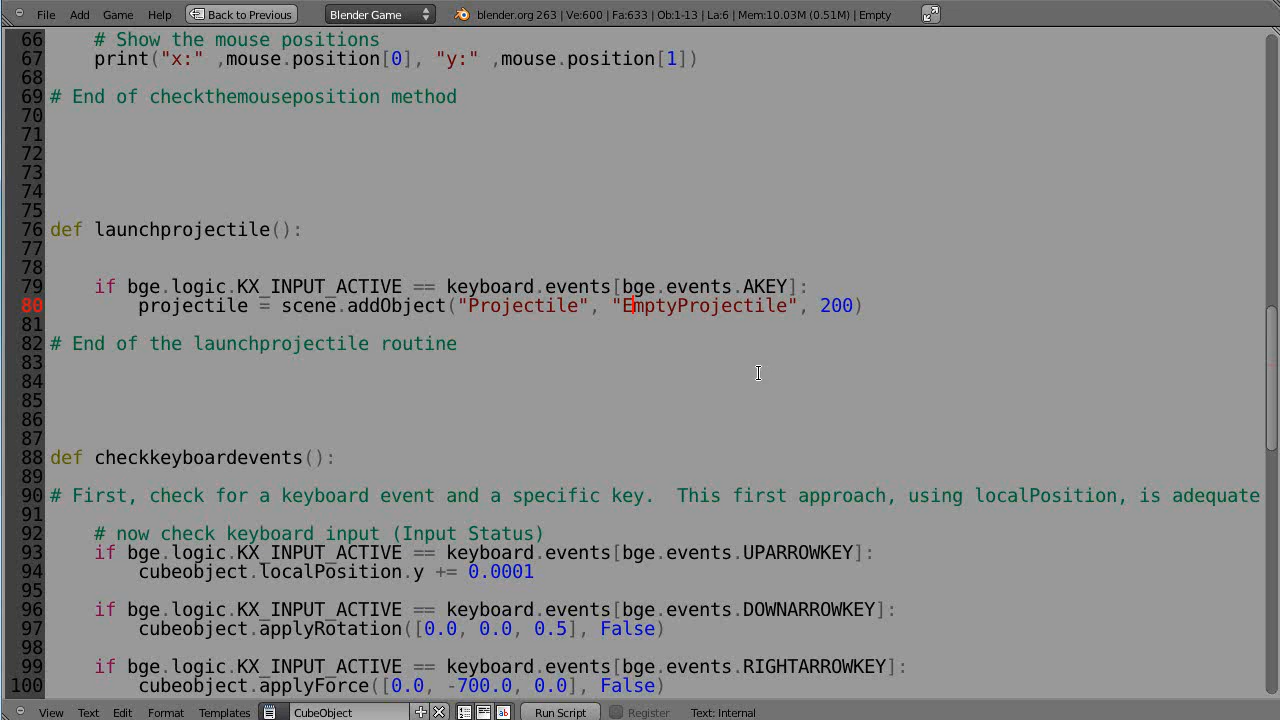 File Add Game Help Back to Previous Blender Game blender.org 263 | Ve:600 | Fa:633 | Ob:1-13 | La:6 | Mem:10.03M (0.51M) | Empty
66     # Show the mouse positions
67     print("x:" ,mouse.position[0], "y:" ,mouse.position[1])
68
69 # End of checkthemouseposition method
70
71
72
73
74
75
76 def launchprojectile():
77
78
79     if bge.logic.KX_INPUT_ACTIVE == keyboard.events[bge.events.AKEY]:
80         projectile = scene.addObject("Projectile", "EmptyProjectile", 200)
81
82 # End of the launchprojectile routine
83
84
85
86
87
88 def checkkeyboardevents():
89
90 # First, check for a keyboard event and a specific key.  This first approach, using localPosition, is adequate
91
92     # now check keyboard input (Input Status)
93     if bge.logic.KX_INPUT_ACTIVE == keyboard.events[bge.events.UPARROWKEY]:
94         cubeobject.localPosition.y += 0.0001
95
96     if bge.logic.KX_INPUT_ACTIVE == keyboard.events[bge.events.DOWNARROWKEY]:
97         cubeobject.applyRotation([0.0, 0.0, 0.5], False)
98
99     if bge.logic.KX_INPUT_ACTIVE == keyboard.events[bge.events.RIGHTARROWKEY]:
100         cubeobject.applyForce([0.0, -700.0, 0.0], False)
View Text Edit Format Templates CubeObject ab Run Script Register Text: Internal